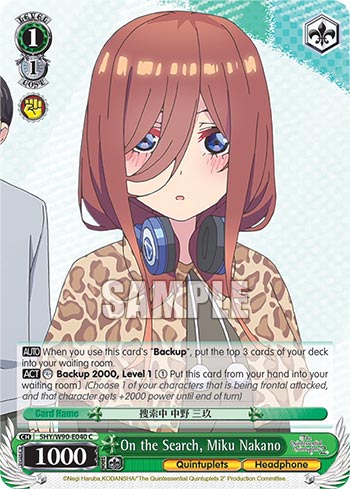 LEVEL
1
1
COST
SAMPLE
AUTO When you use this card's "Backup", put the top 3 cards of your deck
into your waiting room.
ACT Backup 2000, Level 1 [① Put this card from your hand into your
waiting room] (Choose 1 of your characters that is being frontal attacked,
and that character gets +2000 power until end of turn)
Card Name
捜索中 中野 三玖
CH 5HY/W90-E040 C
On the Search, Miku Nakano
1000
Quintuplets
Headphone
©Negi Haruba,KODANSHA/"The Quintessential Quintuplets 2" Production Committee.